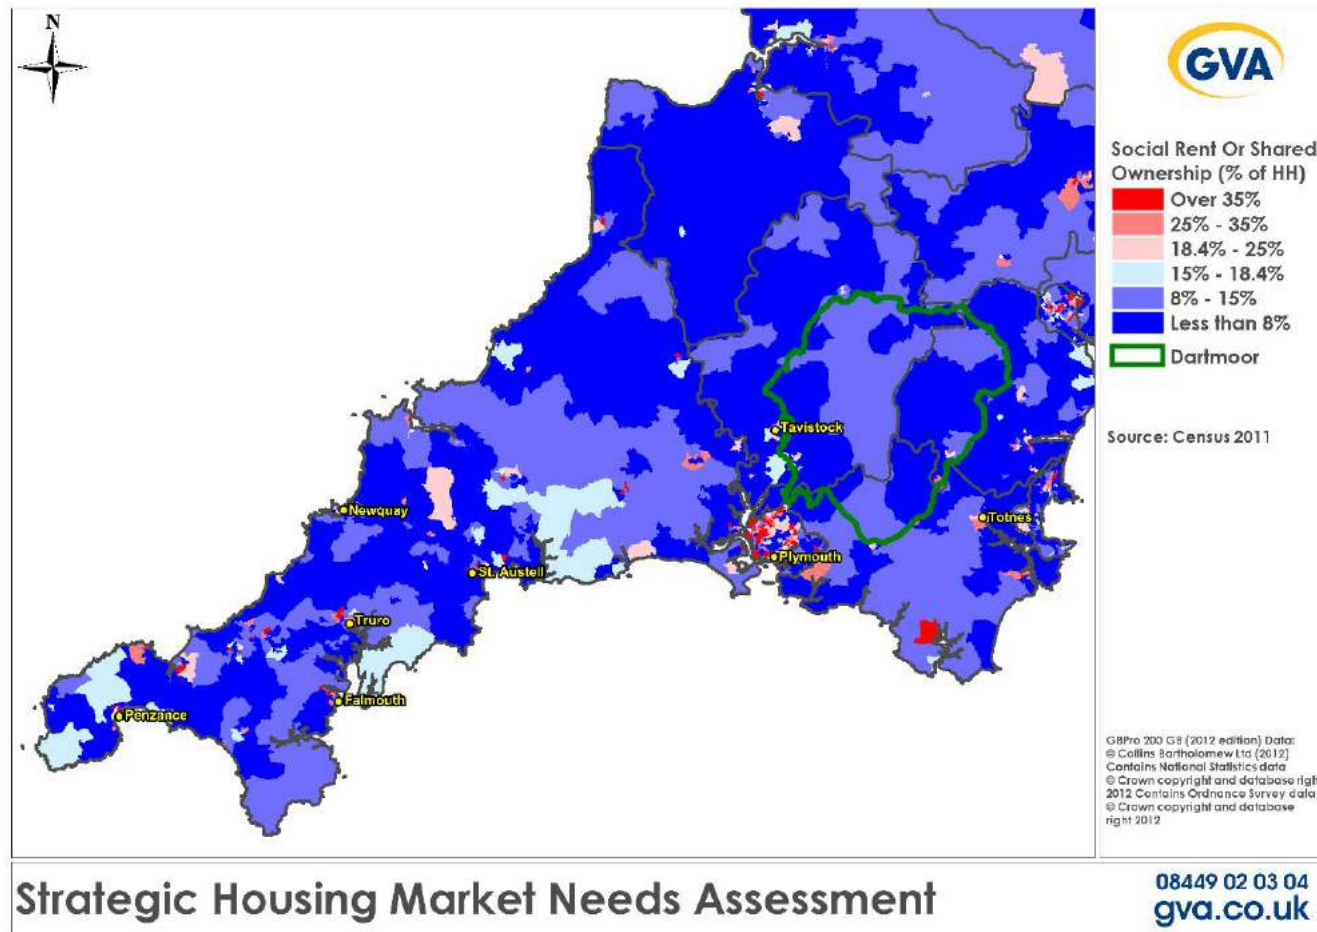 N
GVA
Social Rent Or Shared
Ownership (% of HH)
Over 35%
25% - 35%
18.4% - 25%
15% - 18.4%
8% - 15%
Less than 8%
Dartmoor
Source: Census 2011
Tavistock
Newquay
Totnes
Plymouth
St. Austell
Truro
Falmouth
Penzance
GBPro 200 GB (2012 edition) Data:
© Collins Bartholomew Ltd (2012)
Contains National Statistics data
© Crown copyright and database righ
2012 Contains Ordnance Survey data
© Crown copyright and database
right 2012
Strategic Housing Market Needs Assessment
08449 02 03 04
gva.co.uk